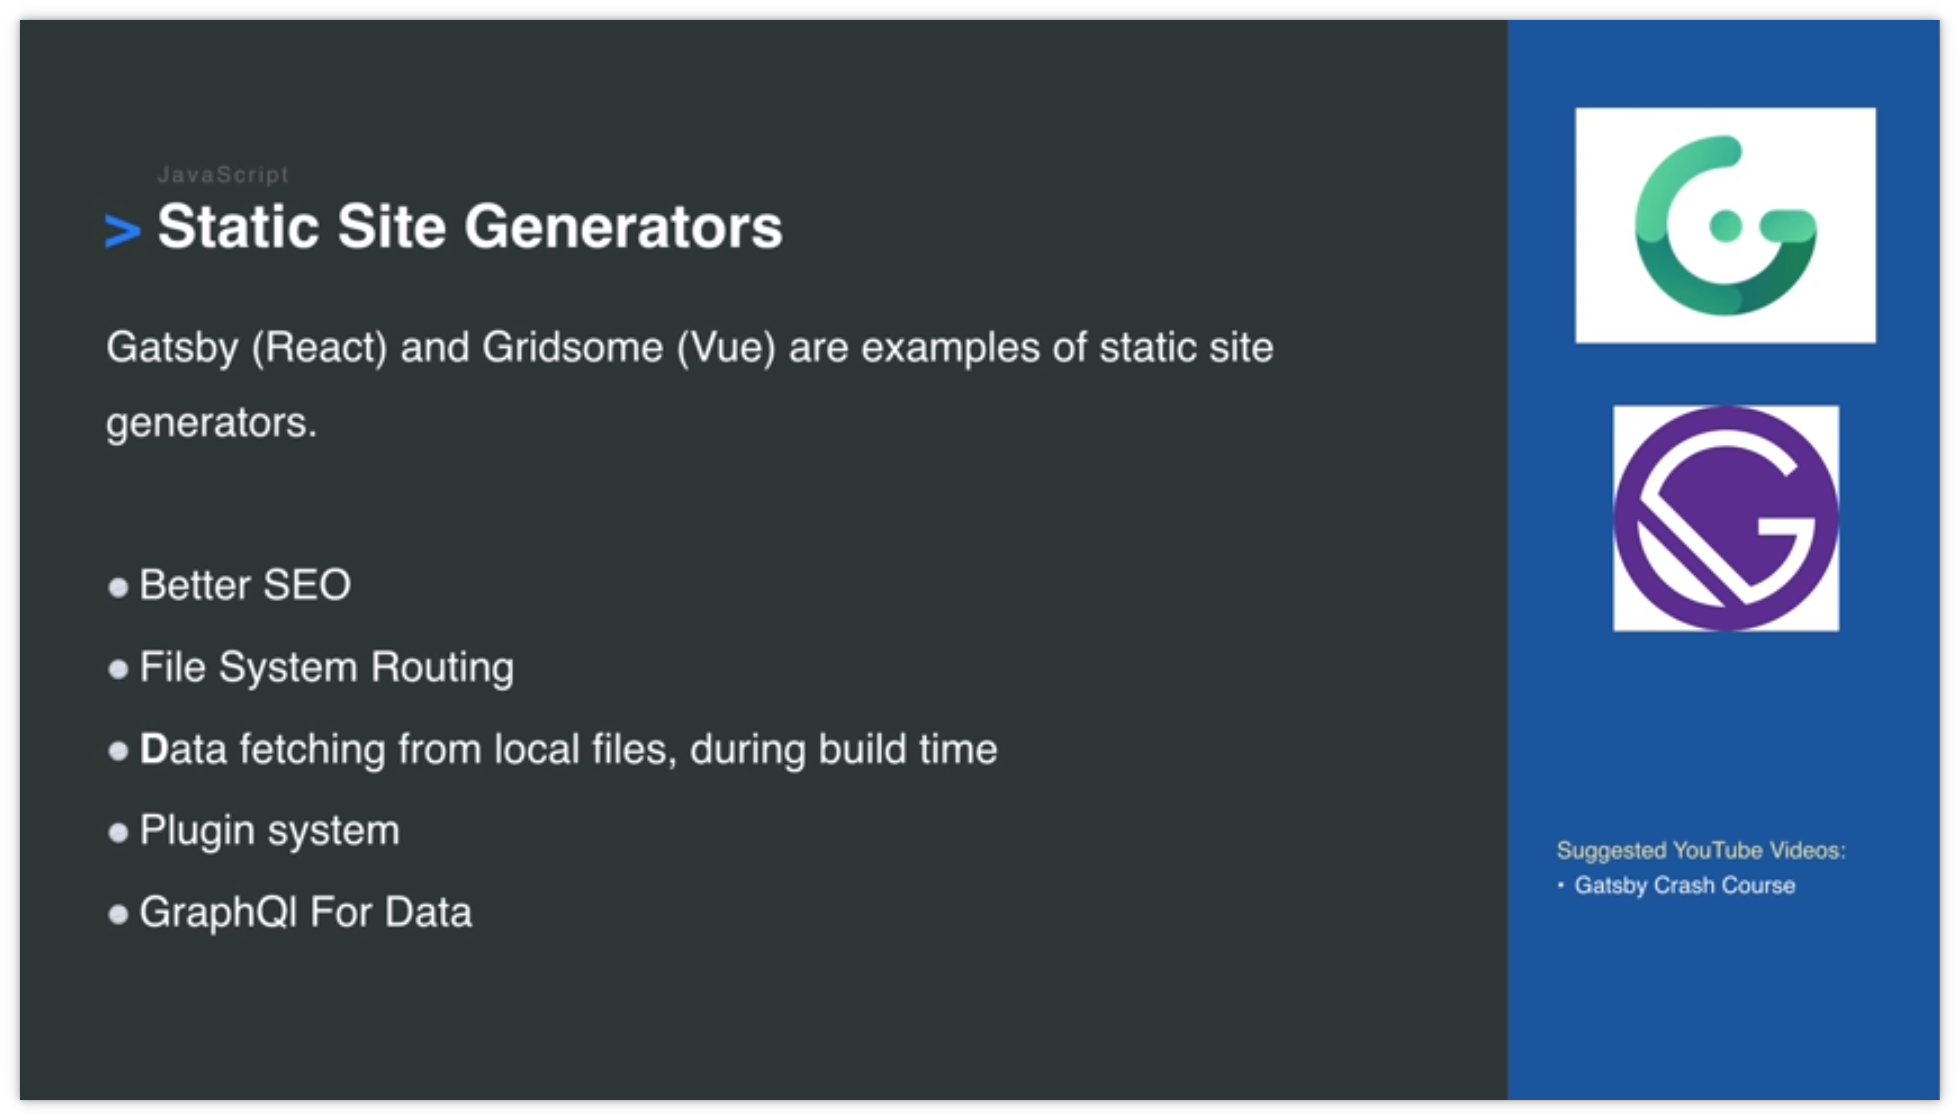 JavaScript
> Static Site Generators
Gatsby (React) and Gridsome (Vue) are examples of static site
generators.
● Better SEO
● File System Routing
● Data fetching from local files, during build time
● Plugin system
● GraphQl For Data
Suggested YouTube Videos:
• Gatsby Crash Course